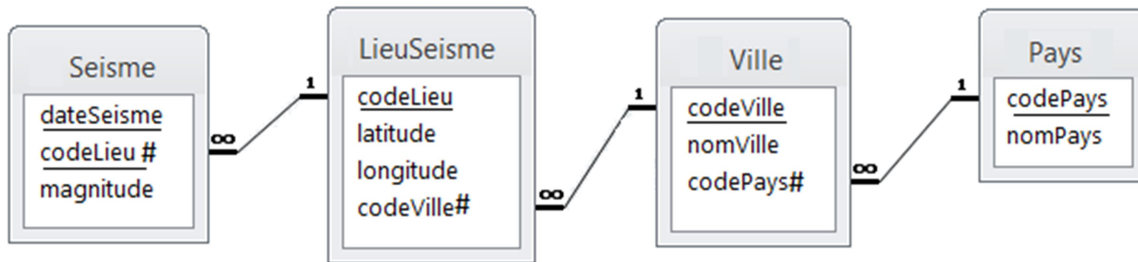 Seisme
dateSeisme
codeLieu #
magnitude
∞
1
LieuSeisme
codeLieu
latitude
longitude
codeVille#
∞
1
Ville
codeVille
nomVille
codePays#
∞
1
Pays
codePays
nomPays